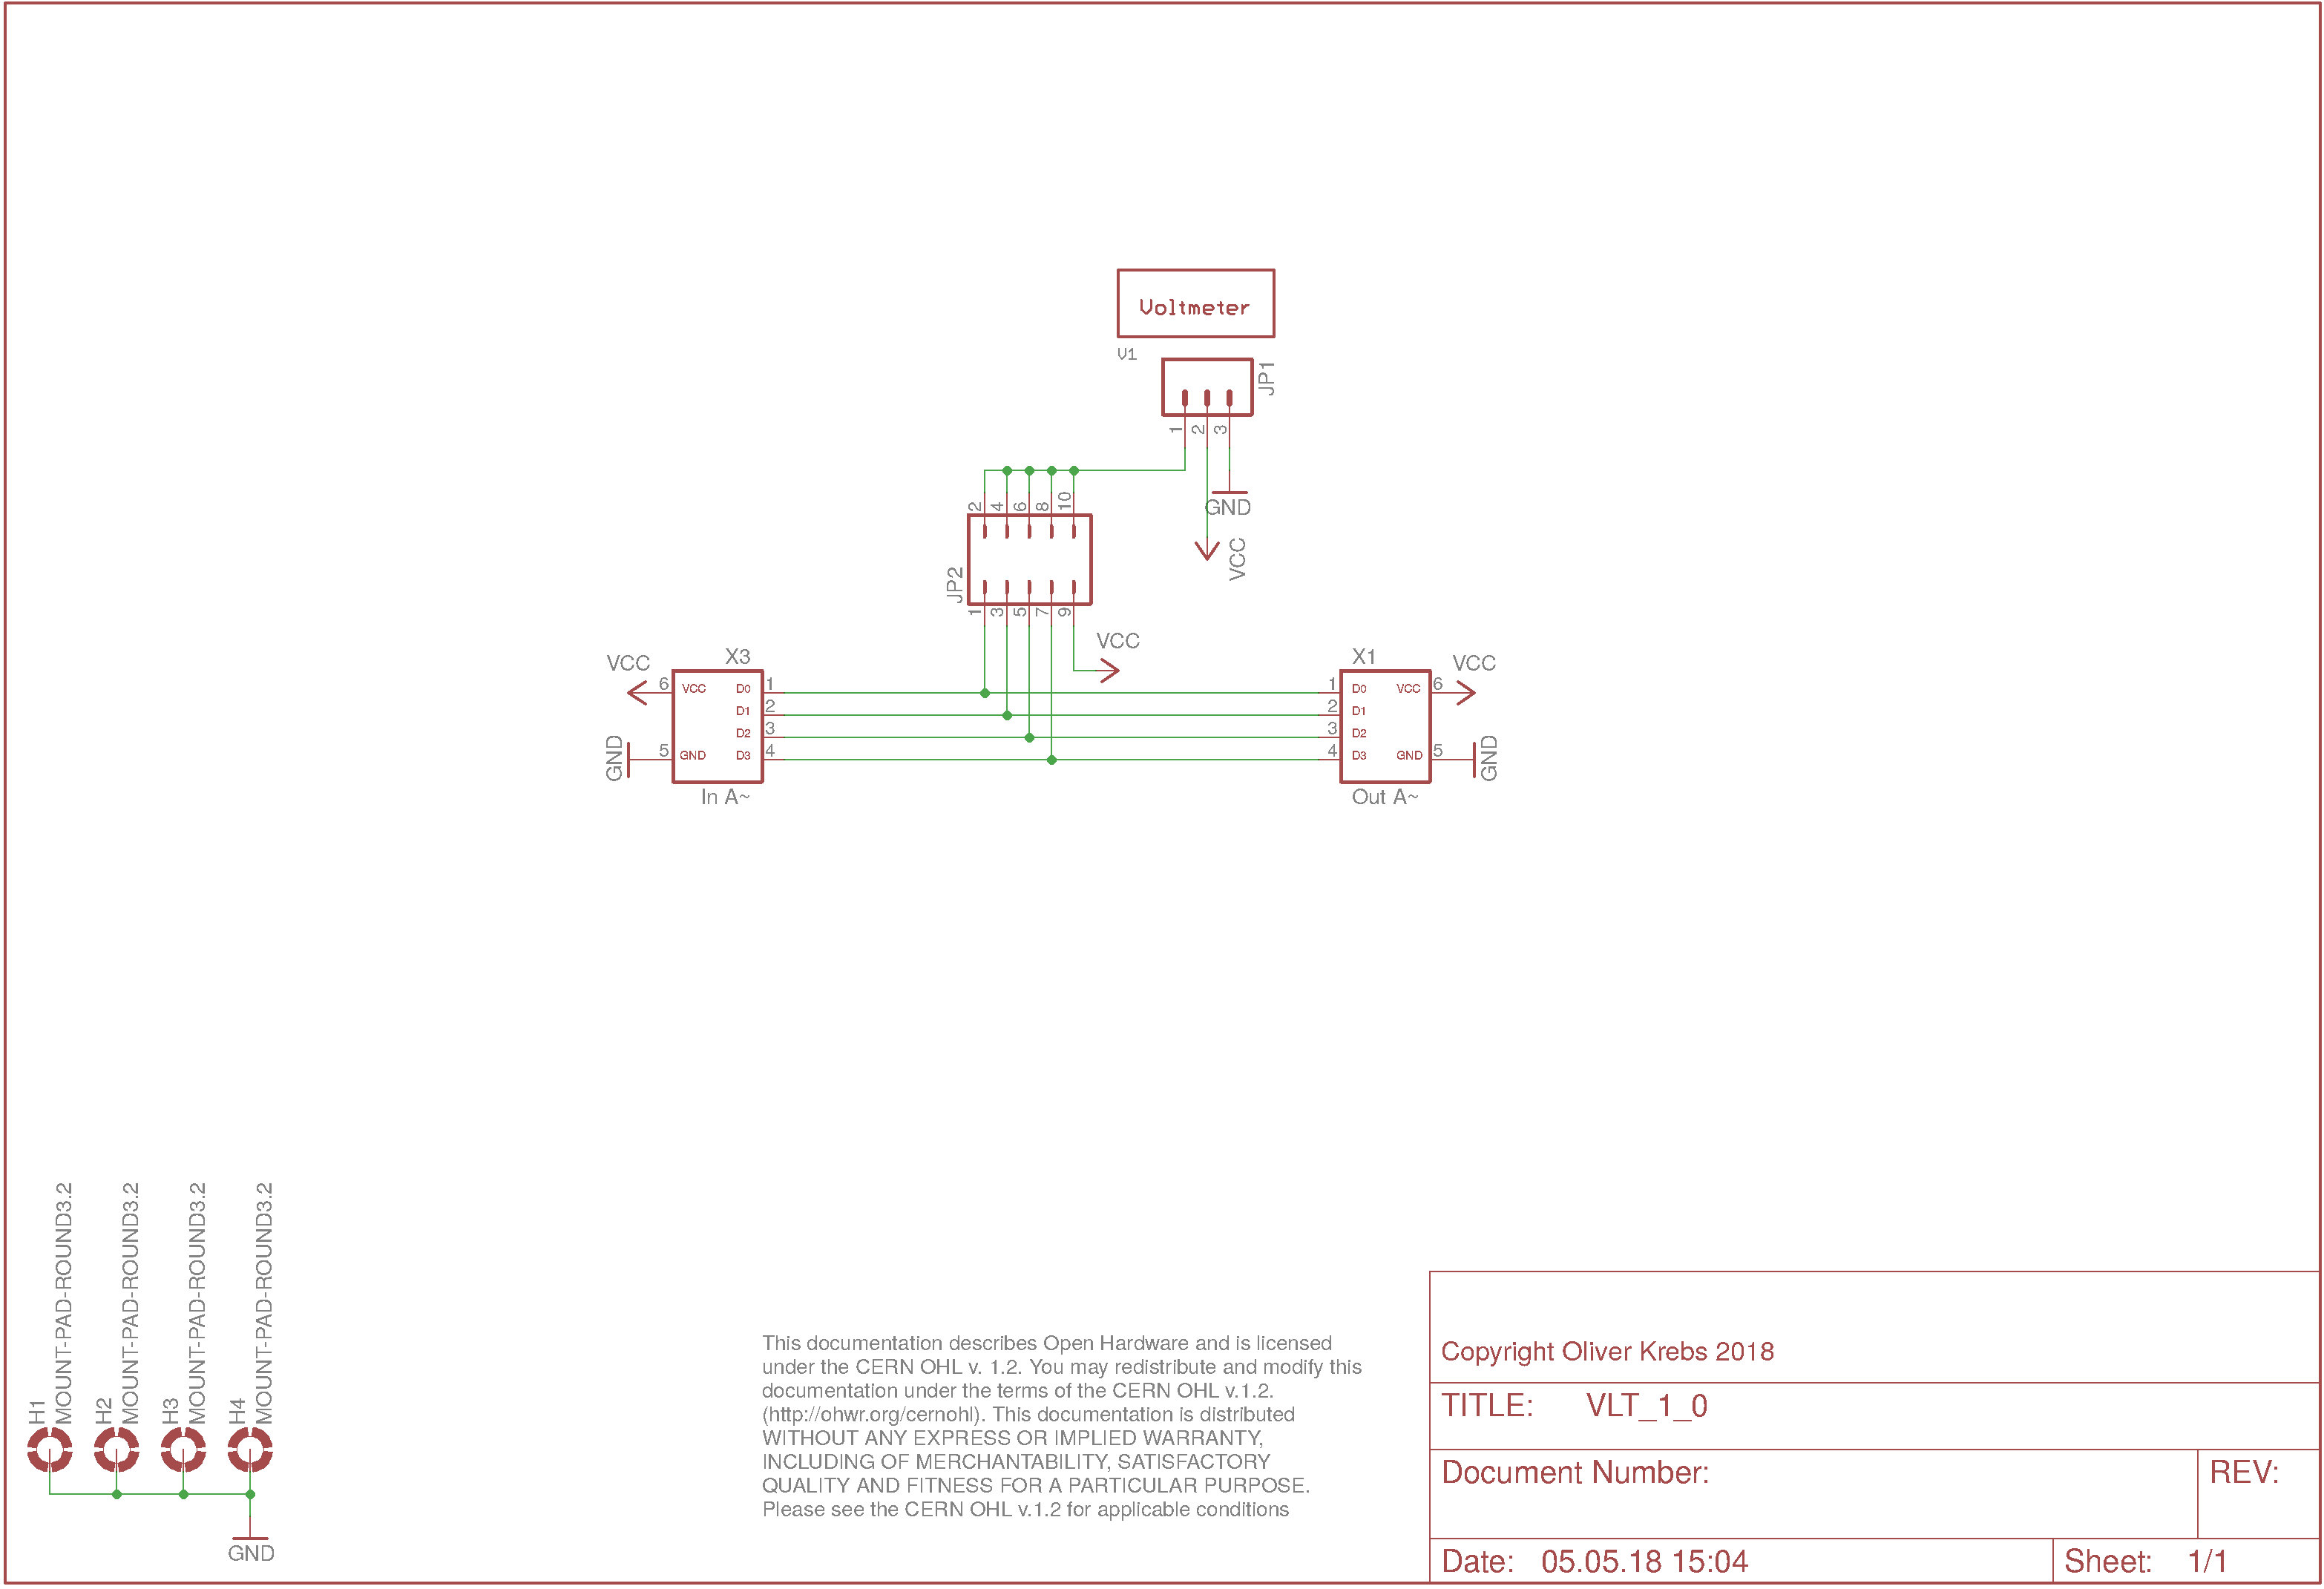 Voltmeter
V1
JP1
1 2 3
GND
VCC
2 4 6 8 10
JP2
1 3 5 7 9
VCC
X3
VCC 6 VCC D0 1
D1 2
D2 3
GND 5 GND D3 4
In A~
X1
1 D0 VCC 6 VCC
2 D1
3 D2
4 D3 GND 5 GND
Out A~
H1
MOUNT-PAD-ROUND3.2
H2
MOUNT-PAD-ROUND3.2
H3
MOUNT-PAD-ROUND3.2
H4
MOUNT-PAD-ROUND3.2
GND
This documentation describes Open Hardware and is licensed
under the CERN OHL v. 1.2. You may redistribute and modify this
documentation under the terms of the CERN OHL v.1.2.
(http://ohwr.org/cernohl). This documentation is distributed
WITHOUT ANY EXPRESS OR IMPLIED WARRANTY,
INCLUDING OF MERCHANTABILITY, SATISFACTORY
QUALITY AND FITNESS FOR A PARTICULAR PURPOSE.
Please see the CERN OHL v.1.2 for applicable conditions
Copyright Oliver Krebs 2018
TITLE: VLT_1_0
Document Number:
REV:
Date: 05.05.18 15:04
Sheet: 1/1